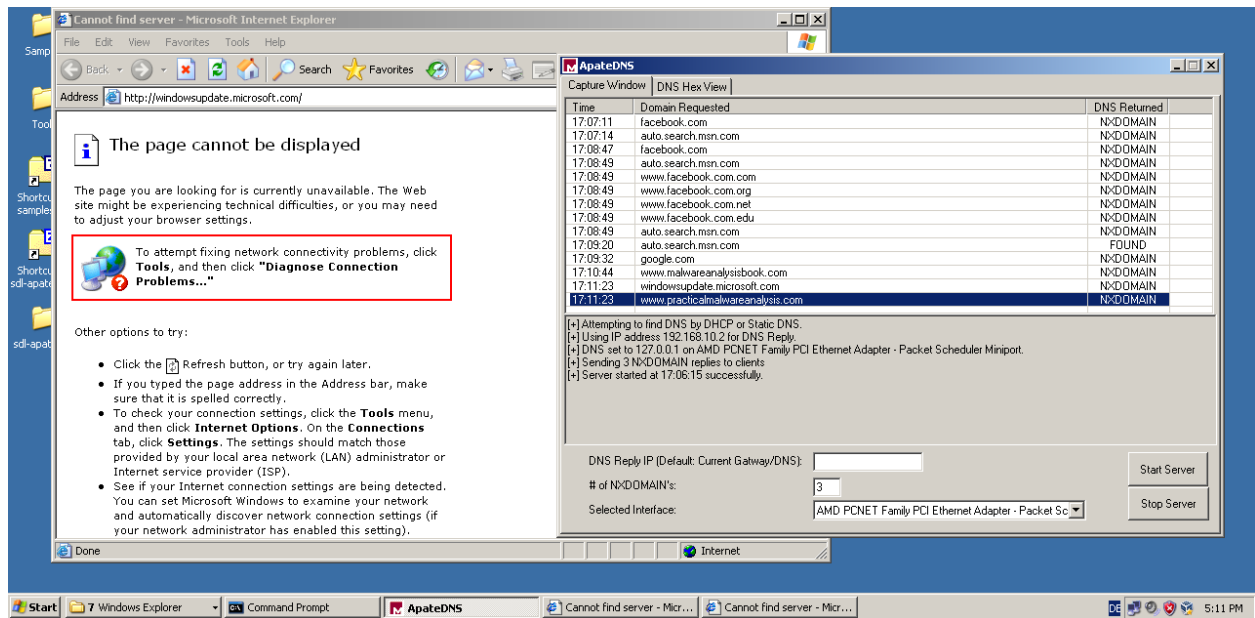 Cannot find server - Microsoft Internet Explorer
File Edit View Favorites Tools Help
Back Search Favorites
Address http://windowsupdate.microsoft.com/
The page cannot be displayed
The page you are looking for is currently unavailable. The Web
site might be experiencing technical difficulties, or you may need
to adjust your browser settings.
To attempt fixing network connectivity problems, click
Tools, and then click "Diagnose Connection
Problems..."
Other options to try:
Click the Refresh button, or try again later.
If you typed the page address in the Address bar, make
sure that it is spelled correctly.
To check your connection settings, click the Tools menu,
and then click Internet Options. On the Connections
tab, click Settings. The settings should match those
provided by your local area network (LAN) administrator or
Internet service provider (ISP).
See if your Internet connection settings are being detected.
You can set Microsoft Windows to examine your network
and automatically discover network connection settings (if
your network administrator has enabled this setting).
Done Internet
Samp
Tool
Shortcu
samples
Shortcu
sdl-apate
sdl-apat
ApateDNS
Capture Window DNS Hex View
Time Domain Requested DNS Returned
17:07:11 facebook.com NXDOMAIN
17:07:14 auto.search.msn.com NXDOMAIN
17:08:47 facebook.com NXDOMAIN
17:08:49 auto.search.msn.com NXDOMAIN
17:08:49 www.facebook.com.com NXDOMAIN
17:08:49 www.facebook.com.org NXDOMAIN
17:08:49 www.facebook.com.net NXDOMAIN
17:08:49 www.facebook.com.edu NXDOMAIN
17:08:49 auto.search.msn.com NXDOMAIN
17:09:20 auto.search.msn.com FOUND
17:09:32 google.com NXDOMAIN
17:10:44 www.malwareanalysisbook.com NXDOMAIN
17:11:23 windowsupdate.microsoft.com NXDOMAIN
17:11:23 www.practicalmalwareanalysis.com NXDOMAIN
[+] Attempting to find DNS by DHCP or Static DNS.
[+] Using IP address 192.168.10.2 for DNS Reply.
[+] DNS set to 127.0.0.1 on AMD PCNET Family PCI Ethernet Adapter - Packet Scheduler Miniport.
[+] Sending 3 NXDOMAIN replies to clients
[+] Server started at 17:06:15 successfully.
DNS Reply IP (Default: Current Gatway/DNS):
# of NXDOMAIN's: 3
Selected Interface: AMD PCNET Family PCI Ethernet Adapter - Packet Sc
Start Server
Stop Server
Start 7 Windows Explorer Command Prompt ApateDNS Cannot find server - Micr... Cannot find server - Micr... DE 5:11 PM